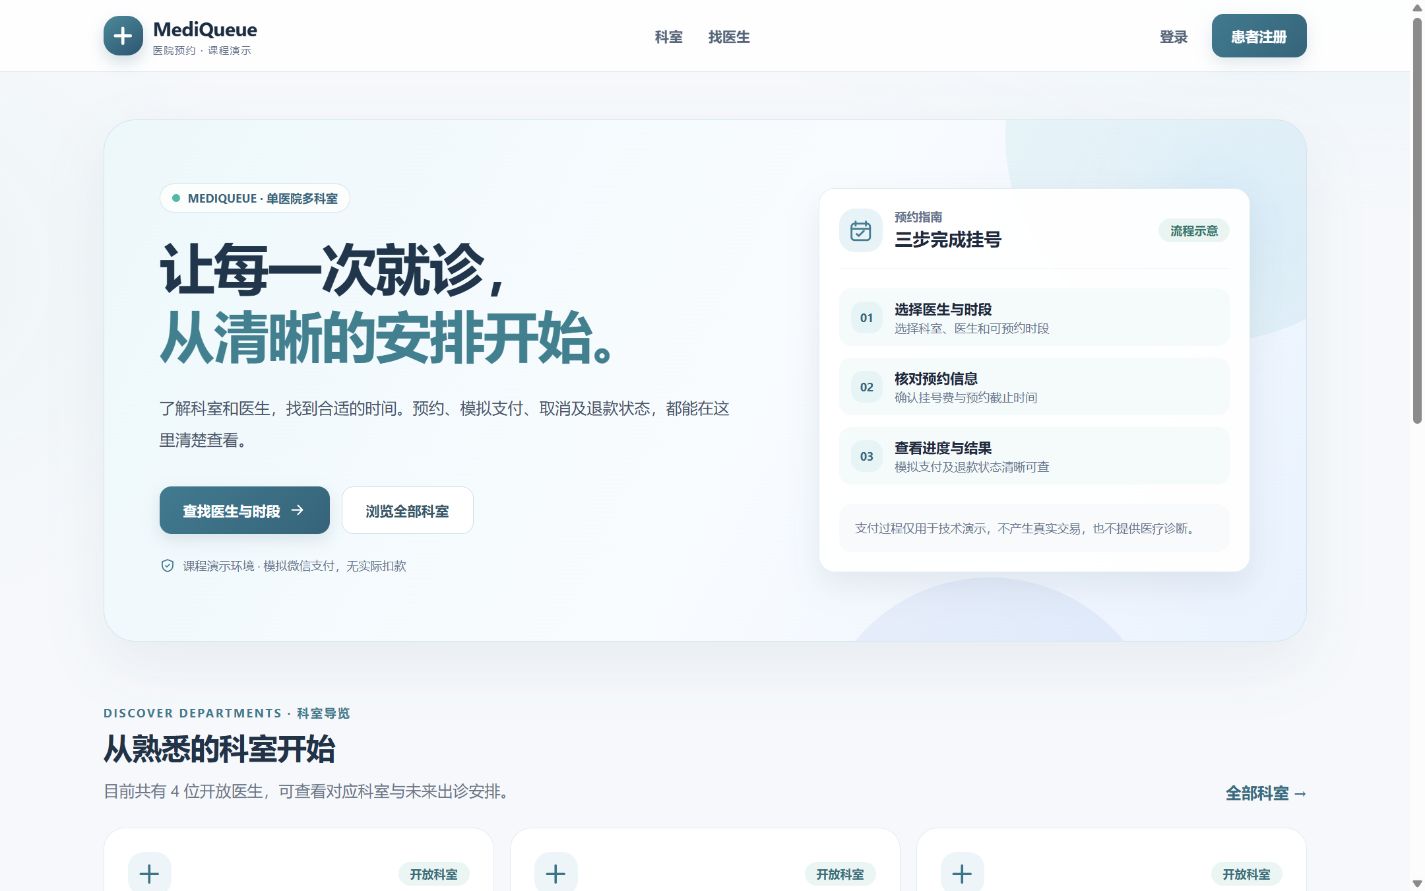 MediQueue
医院预约 · 课程演示
科室
找医生
登录
患者注册
MEDIQUEUE · 单医院多科室
让每一次就诊，
从清晰的安排开始。
了解科室和医生，找到合适的时间。预约、模拟支付、取消及退款状态，都能在这
里清楚查看。
查找医生与时段 →
浏览全部科室
课程演示环境 · 模拟微信支付，无实际扣款
预约指南
三步完成挂号
流程示意
01
选择医生与时段
选择科室、医生和可预约时段
02
核对预约信息
确认挂号费与预约截止时间
03
查看进度与结果
模拟支付及退款状态清晰可查
支付过程仅用于技术演示，不产生真实交易，也不提供医疗诊断。
DISCOVER DEPARTMENTS · 科室导览
从熟悉的科室开始
目前共有 4 位开放医生，可查看对应科室与未来出诊安排。
全部科室 →
开放科室
开放科室
开放科室